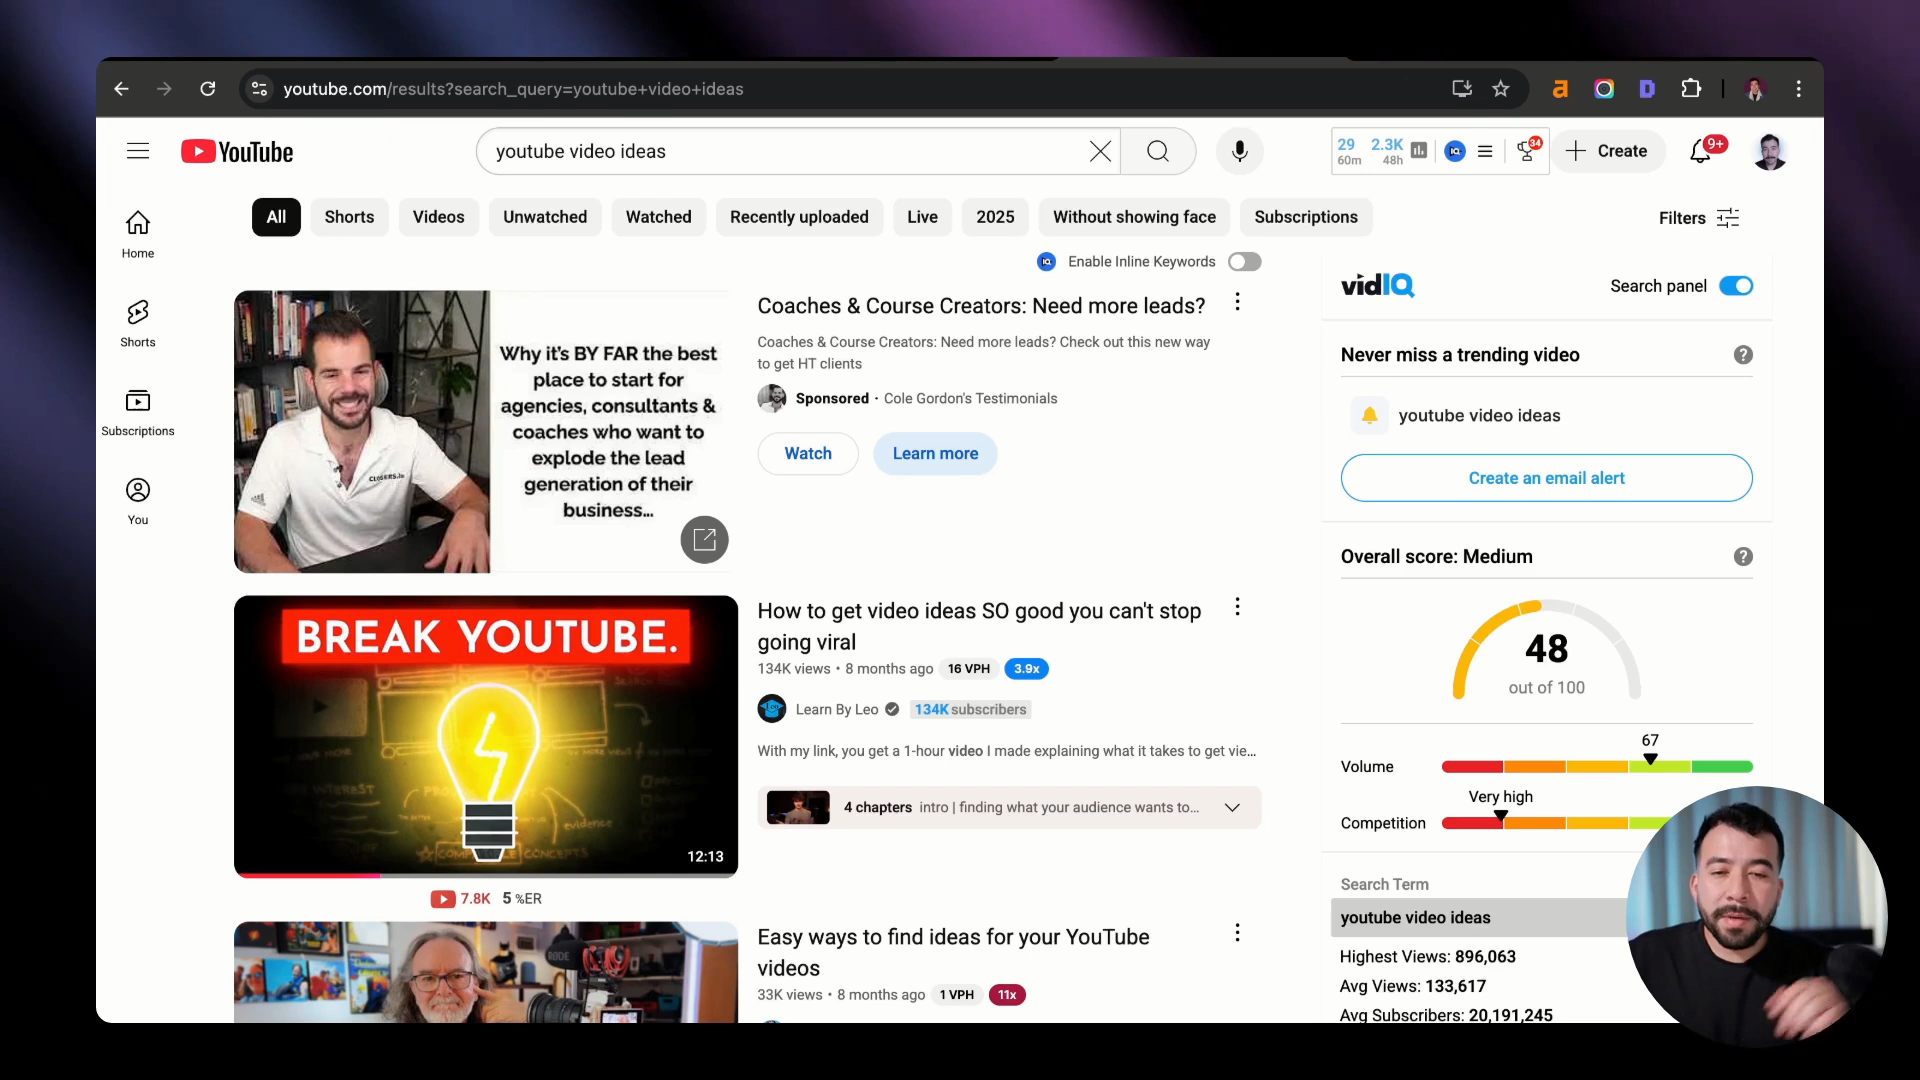 youtube.com/results?search_query=youtube+video+ideas
YouTube
youtube video ideas
29
60m
2.3K
48h
34
Create
9+
All
Shorts
Videos
Unwatched
Watched
Recently uploaded
Live
2025
Without showing face
Subscriptions
Filters
Home
Shorts
Subscriptions
You
Enable Inline Keywords
Why it's BY FAR the best
place to start for
agencies, consultants &
coaches who want to
explode the lead
generation of their
business...
CLOSERS.io
Coaches & Course Creators: Need more leads?
Coaches & Course Creators: Need more leads? Check out this new way
to get HT clients
Sponsored · Cole Gordon's Testimonials
Watch
Learn more
BREAK YOUTUBE.
12:13
7.8K 5 %ER
How to get video ideas SO good you can't stop
going viral
134K views • 8 months ago 16 VPH 3.9x
Learn By Leo 134K subscribers
With my link, you get a 1-hour video I made explaining what it takes to get vie...
4 chapters intro | finding what your audience wants to...
RODE
Easy ways to find ideas for your YouTube
videos
33K views • 8 months ago 1 VPH 11x
vidIQ
Search panel
Never miss a trending video
youtube video ideas
Create an email alert
Overall score: Medium
48
out of 100
67
Volume
Very high
Competition
Search Term
youtube video ideas
Highest Views: 896,063
Avg Views: 133,617
Avg Subscribers: 20,191,245